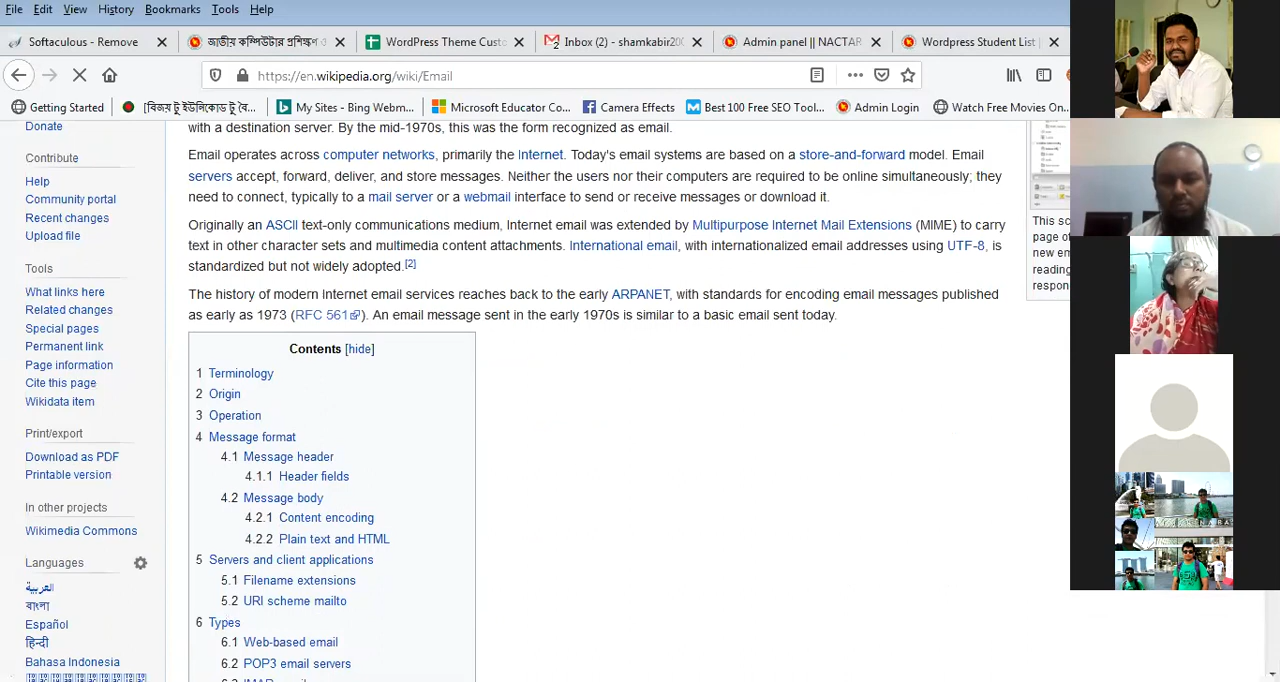 File Edit View History Bookmarks Tools Help
Softaculous - Remove
জাতীয় কম্পিউটার প্রশিক্ষণ ও
WordPress Theme
Inbox (2) - shamkabir200
Admin panel || NACTAR
Wordpress Student List |
https://en.wikipedia.org/wiki/Email
Getting Started
[বিজয় টু ইউনিকোড টু বৈ...
My Sites - Bing Webm...
Microsoft Educator Co...
Camera Effects
Best 100 Free SEO Tool...
Admin Login
Watch Free Movies On...
Donate
Contribute
Help
Community portal
Recent changes
Upload file
Tools
What links here
Related changes
Special pages
Permanent link
Page information
Cite this page
Wikidata item
Print/export
Download as PDF
Printable version
In other projects
Wikimedia Commons
Languages
العربية
বাংলা
Español
हिन्दी
Bahasa Indonesia
with a destination server. By the mid-1970s, this was the form recognized as email.
Email operates across computer networks, primarily the Internet. Today's email systems are based on a store-and-forward model. Email
servers accept, forward, deliver, and store messages. Neither the users nor their computers are required to be online simultaneously; they
need to connect, typically to a mail server or a webmail interface to send or receive messages or download it.
Originally an ASCII text-only communications medium, Internet email was extended by Multipurpose Internet Mail Extensions (MIME) to carry
text in other character sets and multimedia content attachments. International email, with internationalized email addresses using UTF-8, is
standardized but not widely adopted.[2]
The history of modern Internet email services reaches back to the early ARPANET, with standards for encoding email messages published
as early as 1973 (RFC 561). An email message sent in the early 1970s is similar to a basic email sent today.
Contents [hide]
1 Terminology
2 Origin
3 Operation
4 Message format
4.1 Message header
4.1.1 Header fields
4.2 Message body
4.2.1 Content encoding
4.2.2 Plain text and HTML
5 Servers and client applications
5.1 Filename extensions
5.2 URI scheme mailto
6 Types
6.1 Web-based email
6.2 POP3 email servers
This sc
page of
new em
reading
respon